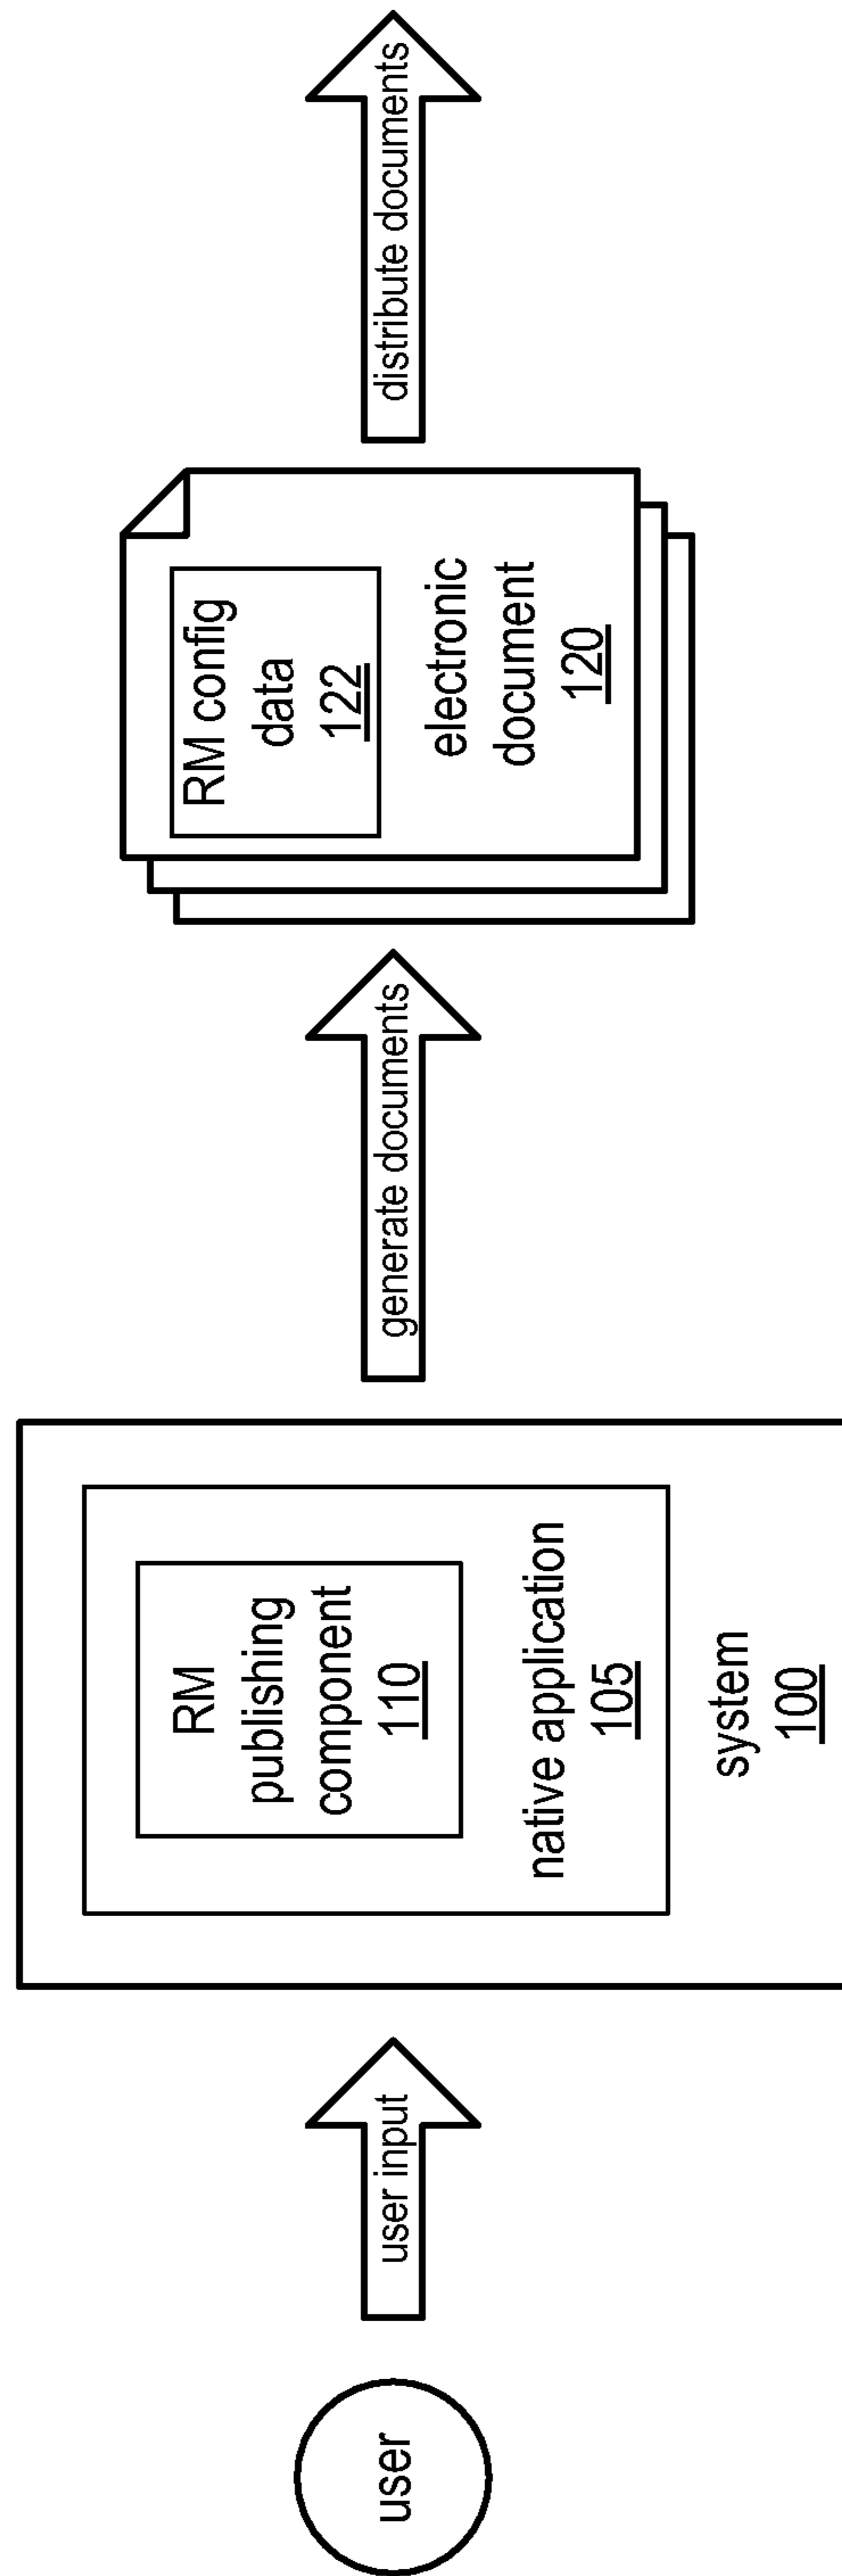 user
user input
RM
publishing
component
110
native application
105
system
100
generate documents
RM config
data
122
electronic
document
120
distribute documents